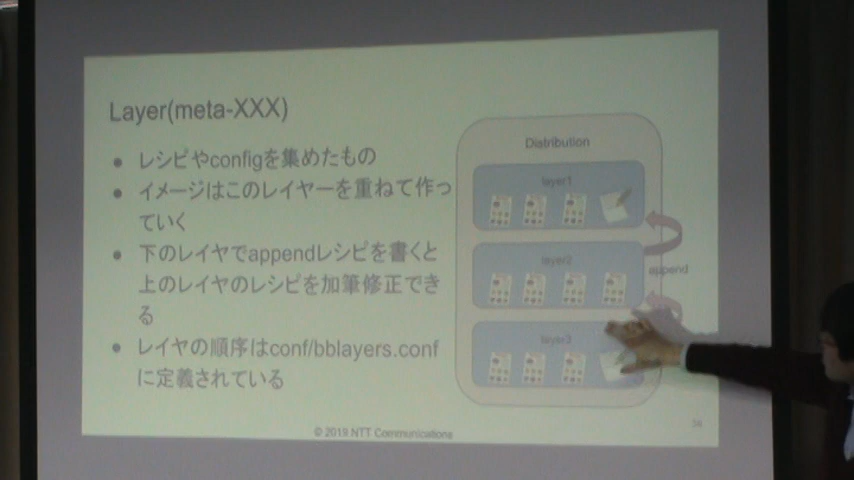 Layer(meta-XXX)
● レシピやconfigを集めたもの
● イメージはこのレイヤーを重ねて作っ
ていく
● 下のレイヤでappendレシピを書くと
上のレイヤのレシピを加筆修正でき
る
● レイヤの順序はconf/bblayers.conf
に定義されている
Distribution
layer1
layer2
append
layer3
© 2019 NTT Communications